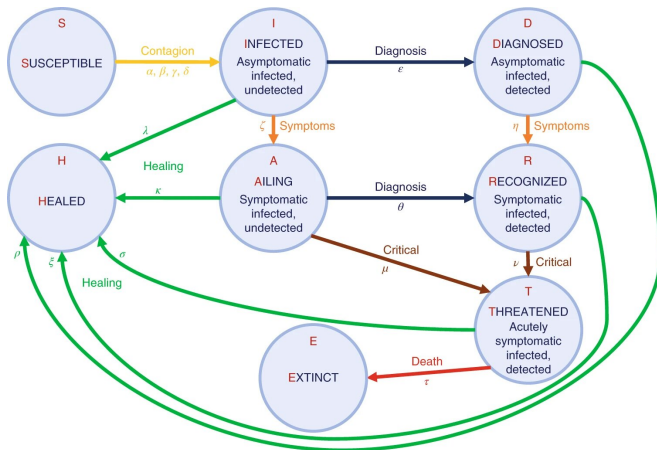 S
SUSCEPTIBLE
Contagion
α, β, γ, δ
I
INFECTED
Asymptomatic
infected,
undetected
Diagnosis
ε
D
DIAGNOSED
Asymptomatic
infected,
detected
λ
ζ
Symptoms
η
Symptoms
H
HEALED
Healing
κ
A
AILING
Symptomatic
infected,
undetected
Diagnosis
θ
R
RECOGNIZED
Symptomatic
infected,
detected
ρ
ξ
Healing
σ
Critical
μ
ν
Critical
T
THREATENED
Acutely
symptomatic
infected,
detected
E
EXTINCT
Death
τ